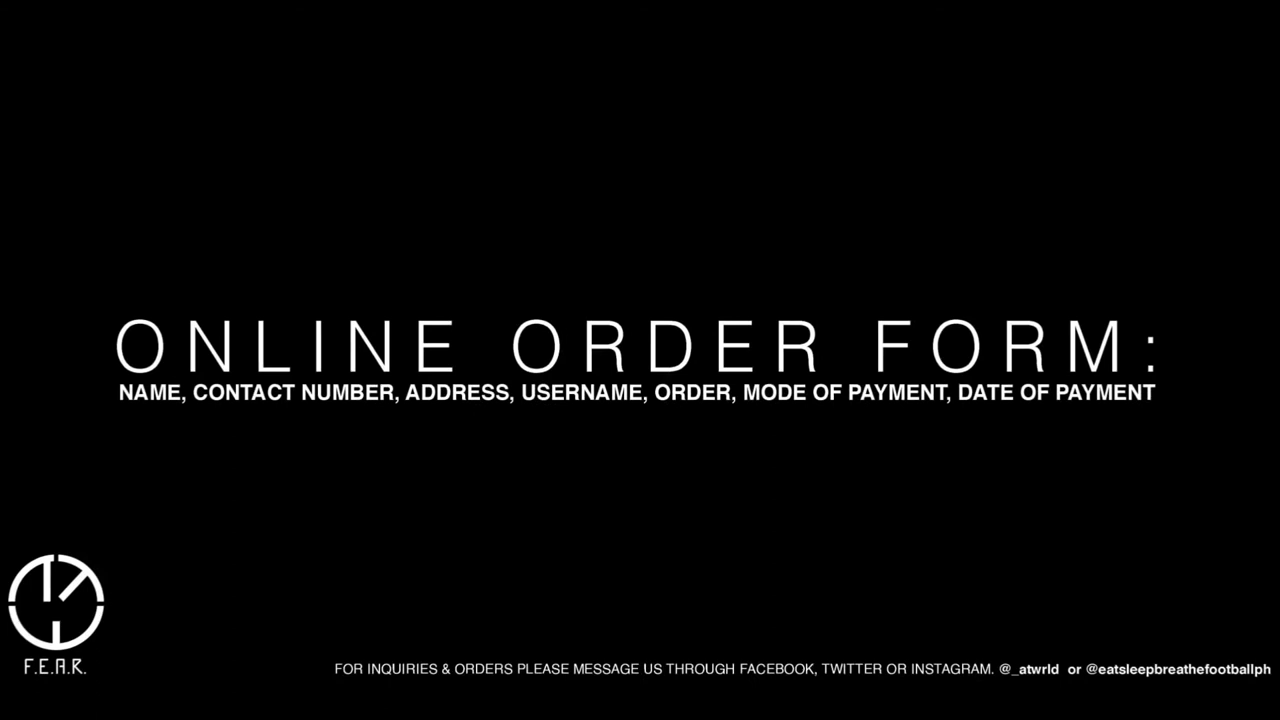 ONLINE ORDER FORM:
NAME, CONTACT NUMBER, ADDRESS, USERNAME, ORDER, MODE OF PAYMENT, DATE OF PAYMENT
F.E.A.R.
FOR INQUIRIES & ORDERS PLEASE MESSAGE US THROUGH FACEBOOK, TWITTER OR INSTAGRAM. @_atwrld or @eatsleepbreathefootballph